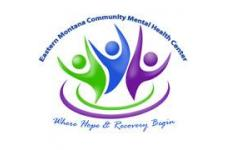 Eastern Montana Community Mental Health Center
Where Hope & Recovery Begin